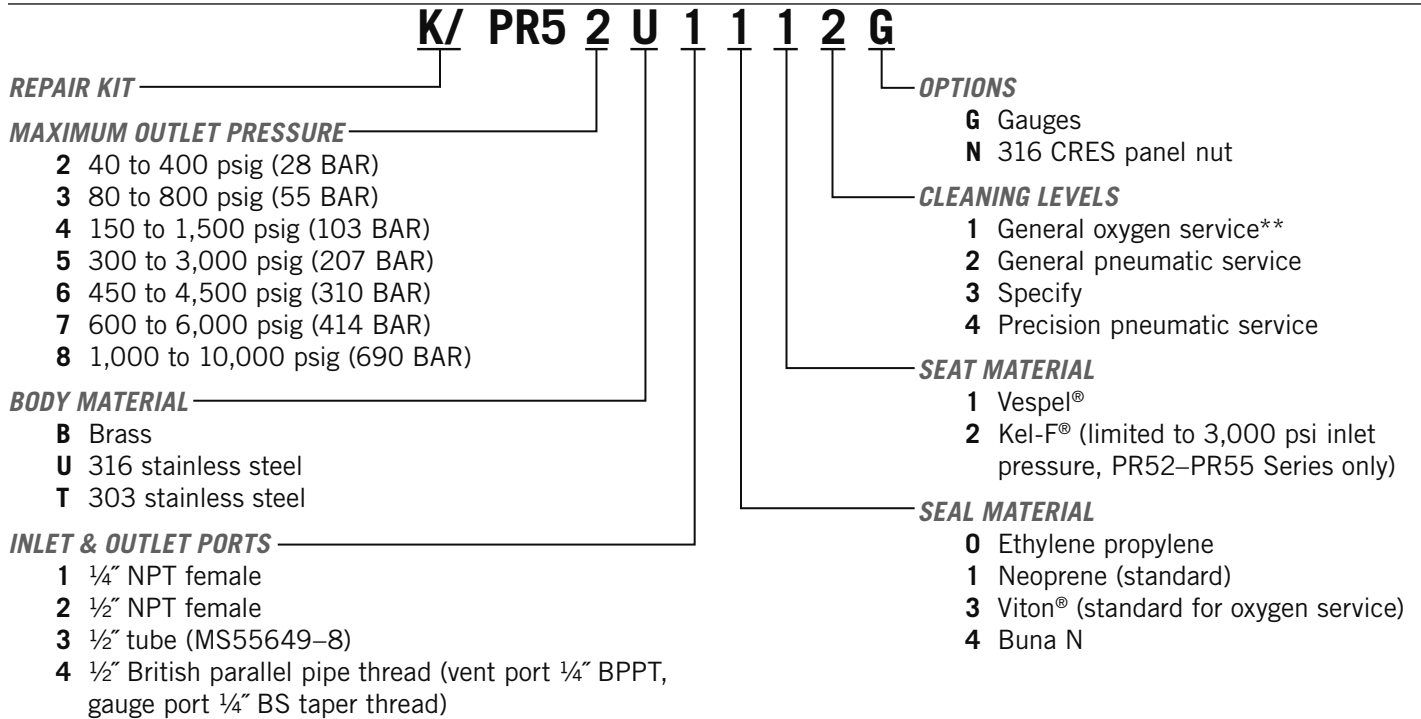 K/ PR5 2 U 1 1 1 2 G
REPAIR KIT
MAXIMUM OUTLET PRESSURE
2 40 to 400 psig (28 BAR)
3 80 to 800 psig (55 BAR)
4 150 to 1,500 psig (103 BAR)
5 300 to 3,000 psig (207 BAR)
6 450 to 4,500 psig (310 BAR)
7 600 to 6,000 psig (414 BAR)
8 1,000 to 10,000 psig (690 BAR)
BODY MATERIAL
B Brass
U 316 stainless steel
T 303 stainless steel
INLET & OUTLET PORTS
1 ¼˝ NPT female
2 ½˝ NPT female
3 ½˝ tube (MS55649–8)
4 ½˝ British parallel pipe thread (vent port ¼˝ BPPT,
gauge port ¼˝ BS taper thread)
OPTIONS
G Gauges
N 316 CRES panel nut
CLEANING LEVELS
1 General oxygen service**
2 General pneumatic service
3 Specify
4 Precision pneumatic service
SEAT MATERIAL
1 Vespel®
2 Kel-F® (limited to 3,000 psi inlet
pressure, PR52–PR55 Series only)
SEAL MATERIAL
0 Ethylene propylene
1 Neoprene (standard)
3 Viton® (standard for oxygen service)
4 Buna N